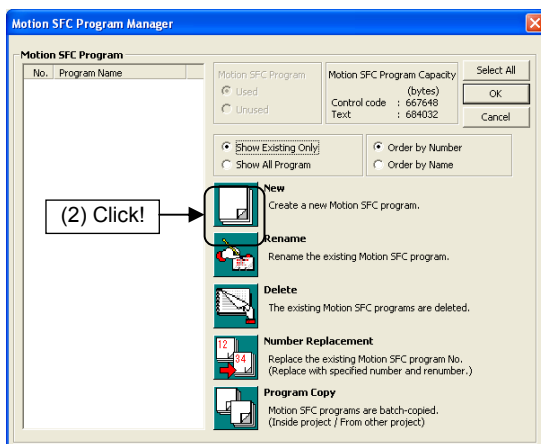 Motion SFC Program Manager
Motion SFC Program
No. Program Name
Motion SFC Program
Used
Unused
Motion SFC Program Capacity
(bytes)
Control code : 667648
Text : 684032
Select All
OK
Cancel
Show Existing Only
Show All Program
Order by Number
Order by Name
(2) Click!
New
Create a new Motion SFC program.
Rename
Rename the existing Motion SFC program.
Delete
The existing Motion SFC programs are deleted.
12
34
Number Replacement
Replace the existing Motion SFC program No.
(Replace with specified number and renumber.)
Program Copy
Motion SFC programs are batch-copied.
(Inside project / From other project)